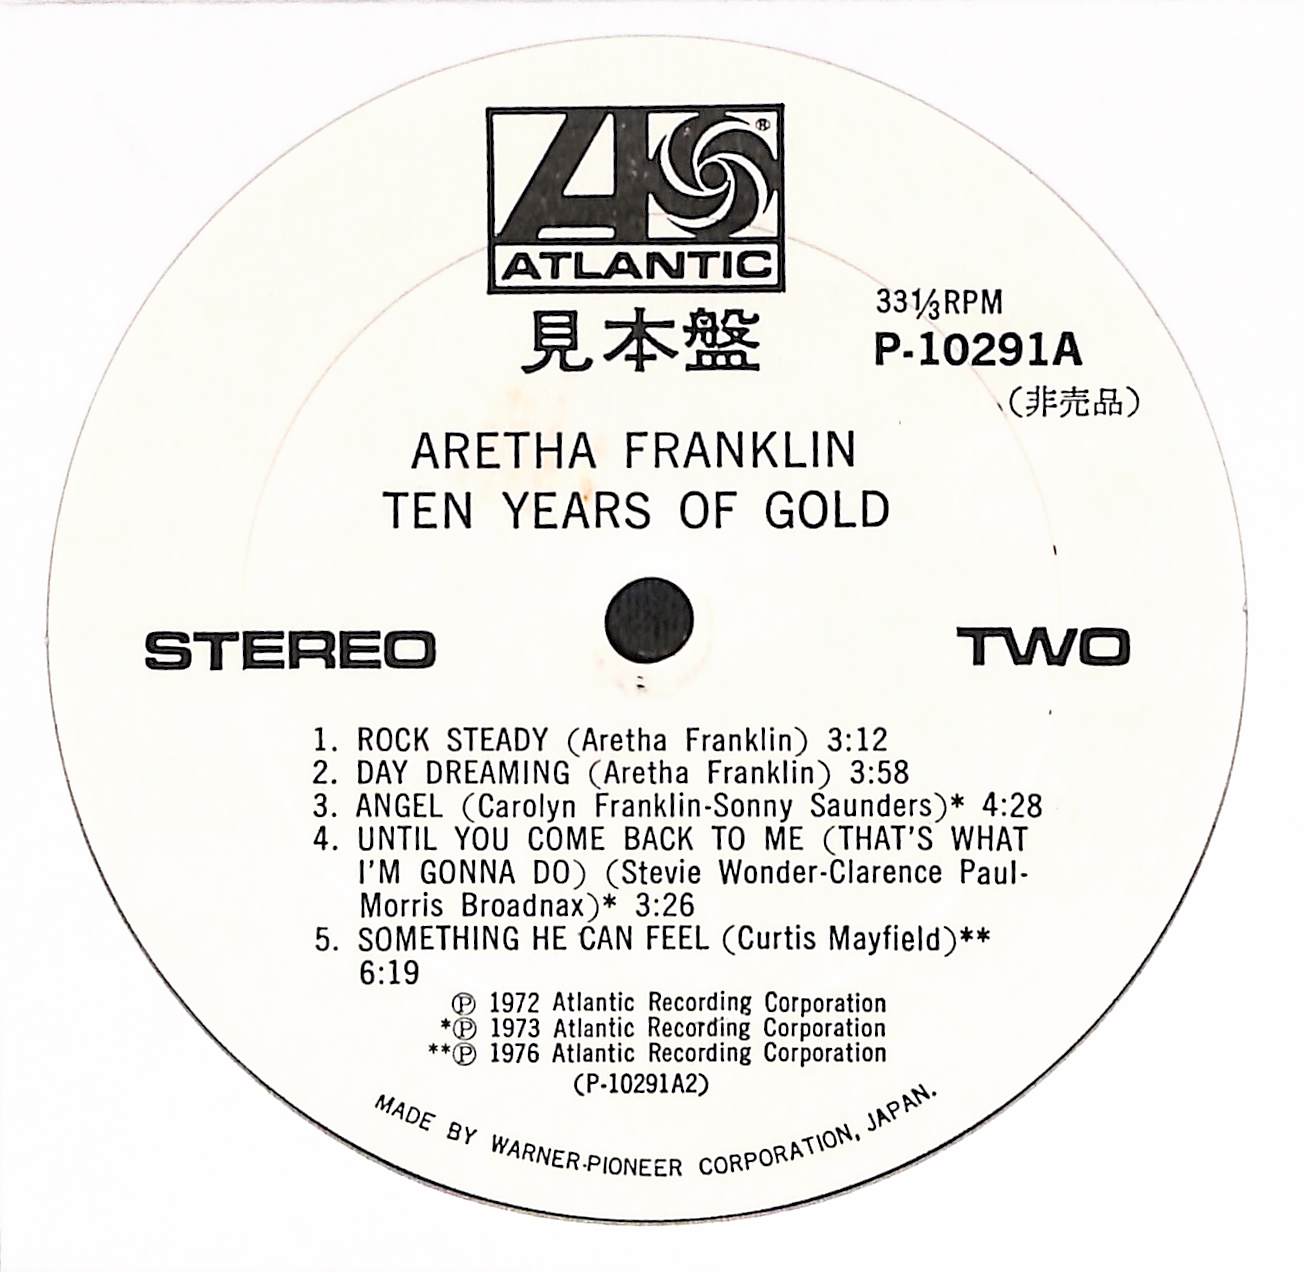 ATLANTIC ®
見本盤
33⅓RPM
P-10291A
（非売品）
ARETHA FRANKLIN
TEN YEARS OF GOLD
STEREO
TWO
1. ROCK STEADY (Aretha Franklin) 3:12
2. DAY DREAMING (Aretha Franklin) 3:58
3. ANGEL (Carolyn Franklin-Sonny Saunders)* 4:28
4. UNTIL YOU COME BACK TO ME (THAT'S WHAT
I'M GONNA DO) (Stevie Wonder-Clarence Paul-
Morris Broadnax)* 3:26
5. SOMETHING HE CAN FEEL (Curtis Mayfield)**
6:19
Ⓟ 1972 Atlantic Recording Corporation
*Ⓟ 1973 Atlantic Recording Corporation
**Ⓟ 1976 Atlantic Recording Corporation
(P-10291A2)
MADE BY WARNER-PIONEER CORPORATION, JAPAN.